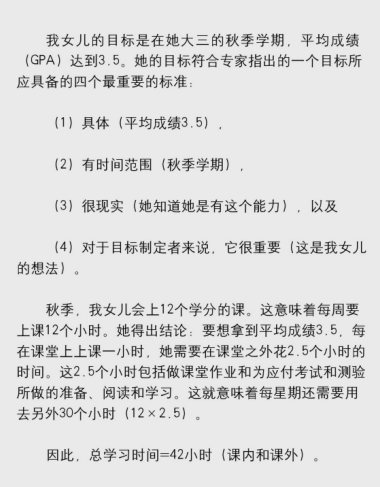 我女儿的目标是在她大三的秋季学期，平均成绩
（GPA）达到3.5。她的目标符合专家指出的一个目标所
应具备的四个最重要的标准：
（1）具体（平均成绩3.5），
（2）有时间范围（秋季学期），
（3）很现实（她知道她是有这个能力），以及
（4）对于目标制定者来说，它很重要（这是我女儿
的想法）。
秋季，我女儿会上12个学分的课。这意味着每周要
上课12个小时。她得出结论：要想拿到平均成绩3.5，每
在课堂上上课一小时，她需要在课堂之外花2.5个小时的
时间。这2.5个小时包括做课堂作业和为应付考试和测验
所做的准备、阅读和学习。这就意味着每星期还需要用
去另外30个小时（12×2.5）。
因此，总学习时间=42小时（课内和课外）。